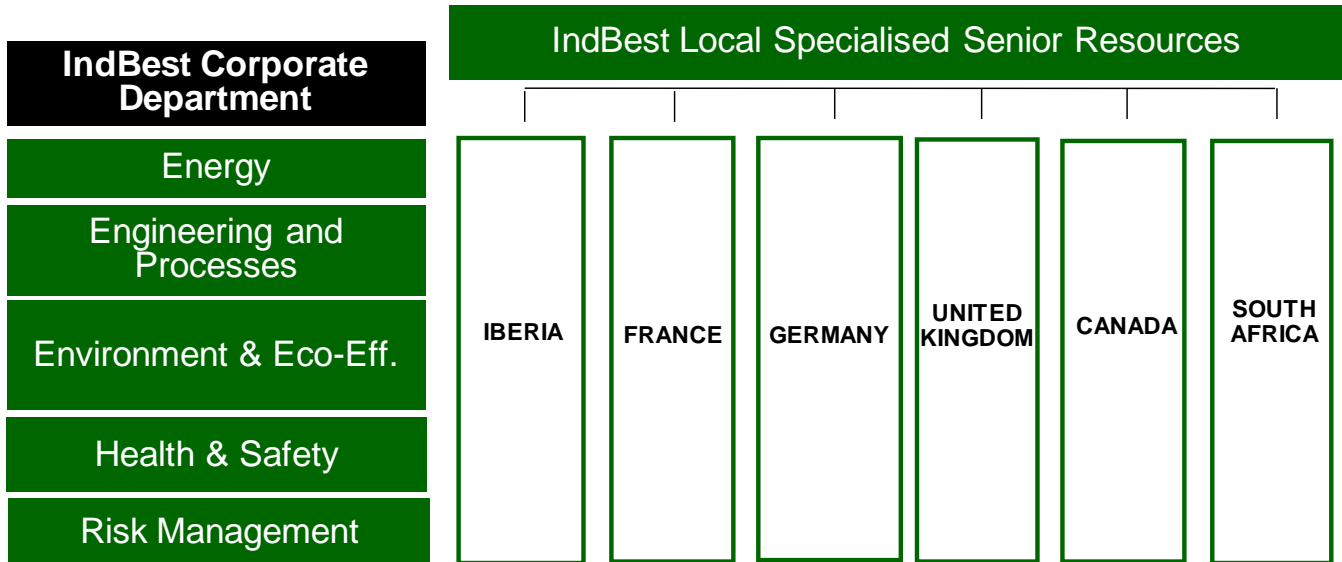 IndBest Corporate
Department
Energy
Engineering and
Processes
Environment & Eco-Eff.
Health & Safety
Risk Management
IndBest Local Specialised Senior Resources
IBERIA
FRANCE
GERMANY
UNITED
KINGDOM
CANADA
SOUTH
AFRICA